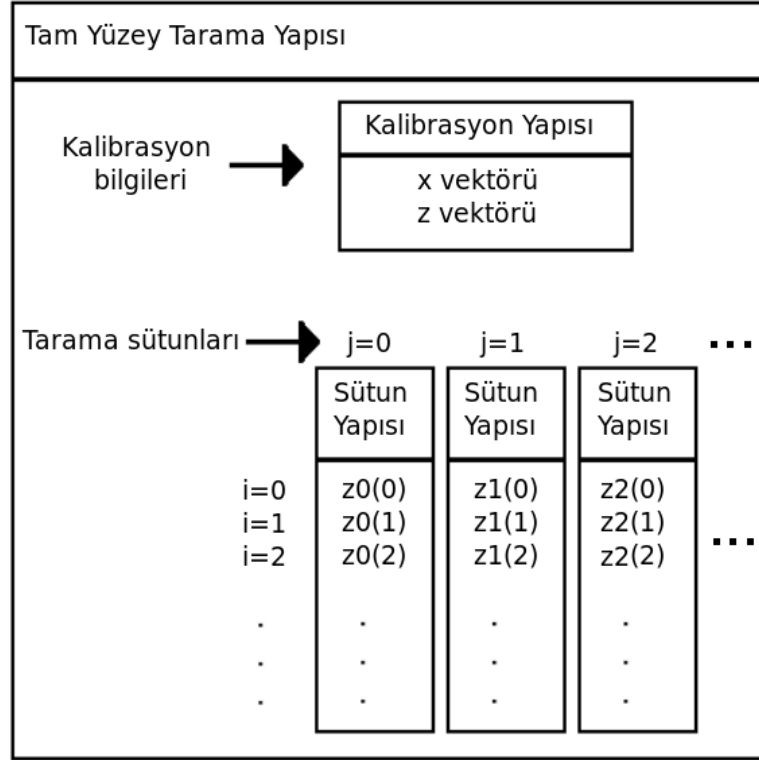 Tam Yüzey Tarama Yapısı
Kalibrasyon
bilgileri
Kalibrasyon Yapısı
x vektörü
z vektörü
Tarama sütunları
j=0 j=1 j=2 ...
Sütun Yapısı
Sütun Yapısı
Sütun Yapısı
i=0 z0(0) z1(0) z2(0)
i=1 z0(1) z1(1) z2(1) ...
i=2 z0(2) z1(2) z2(2)
. . . .
. . . .
. . . .